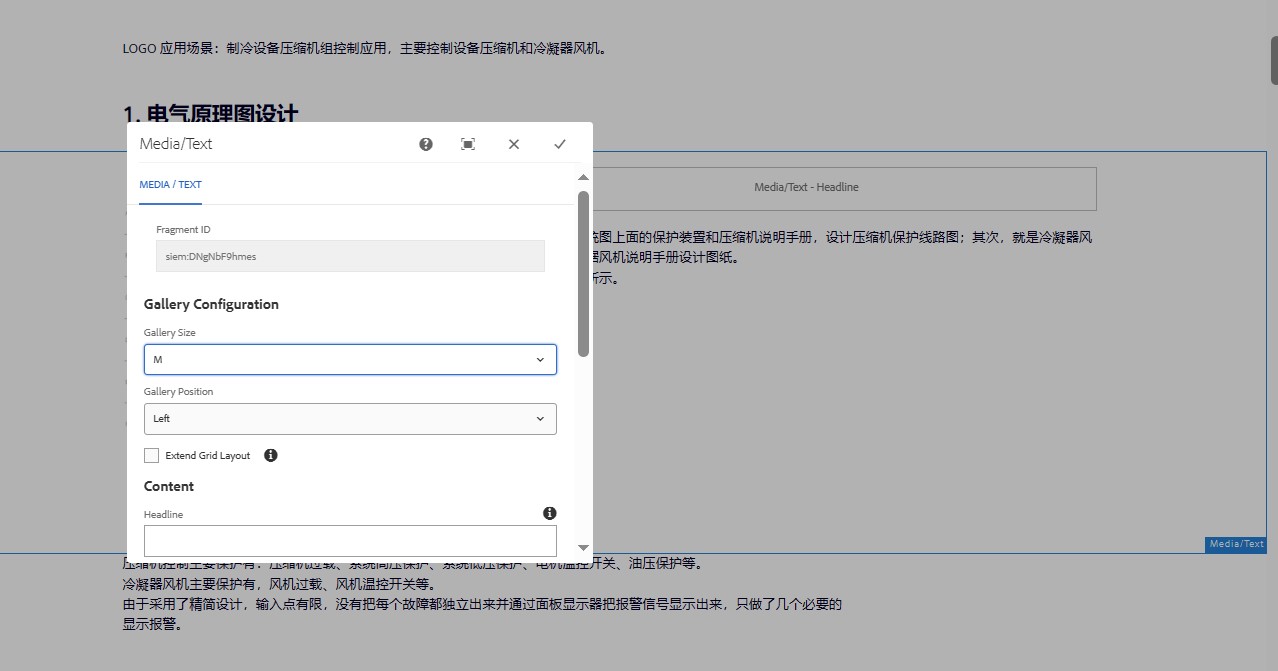 LOGO 应用场景：制冷设备压缩机组控制应用，主要控制设备压缩机和冷凝器风机。
1. 电气原理图设计
Media/Text
MEDIA / TEXT
Fragment ID
siem:DNgNbF9hmes
Gallery Configuration
Gallery Size
M
Gallery Position
Left
Extend Grid Layout
Content
Headline
Media/Text - Headline
图上面的保护装置和压缩机说明手册，设计压缩机保护线路图；其次，就是冷凝器风
风机说明手册设计图纸。
所示。
Media/Text
压缩机控制主要保护有：压缩机过载、系统高压保护、系统低压保护、电机温控开关、油压保护等。
冷凝器风机主要保护有，风机过载、风机温控开关等。
由于采用了精简设计，输入点有限，没有把每个故障都独立出来并通过面板显示器把报警信号显示出来，只做了几个必要的
显示报警。